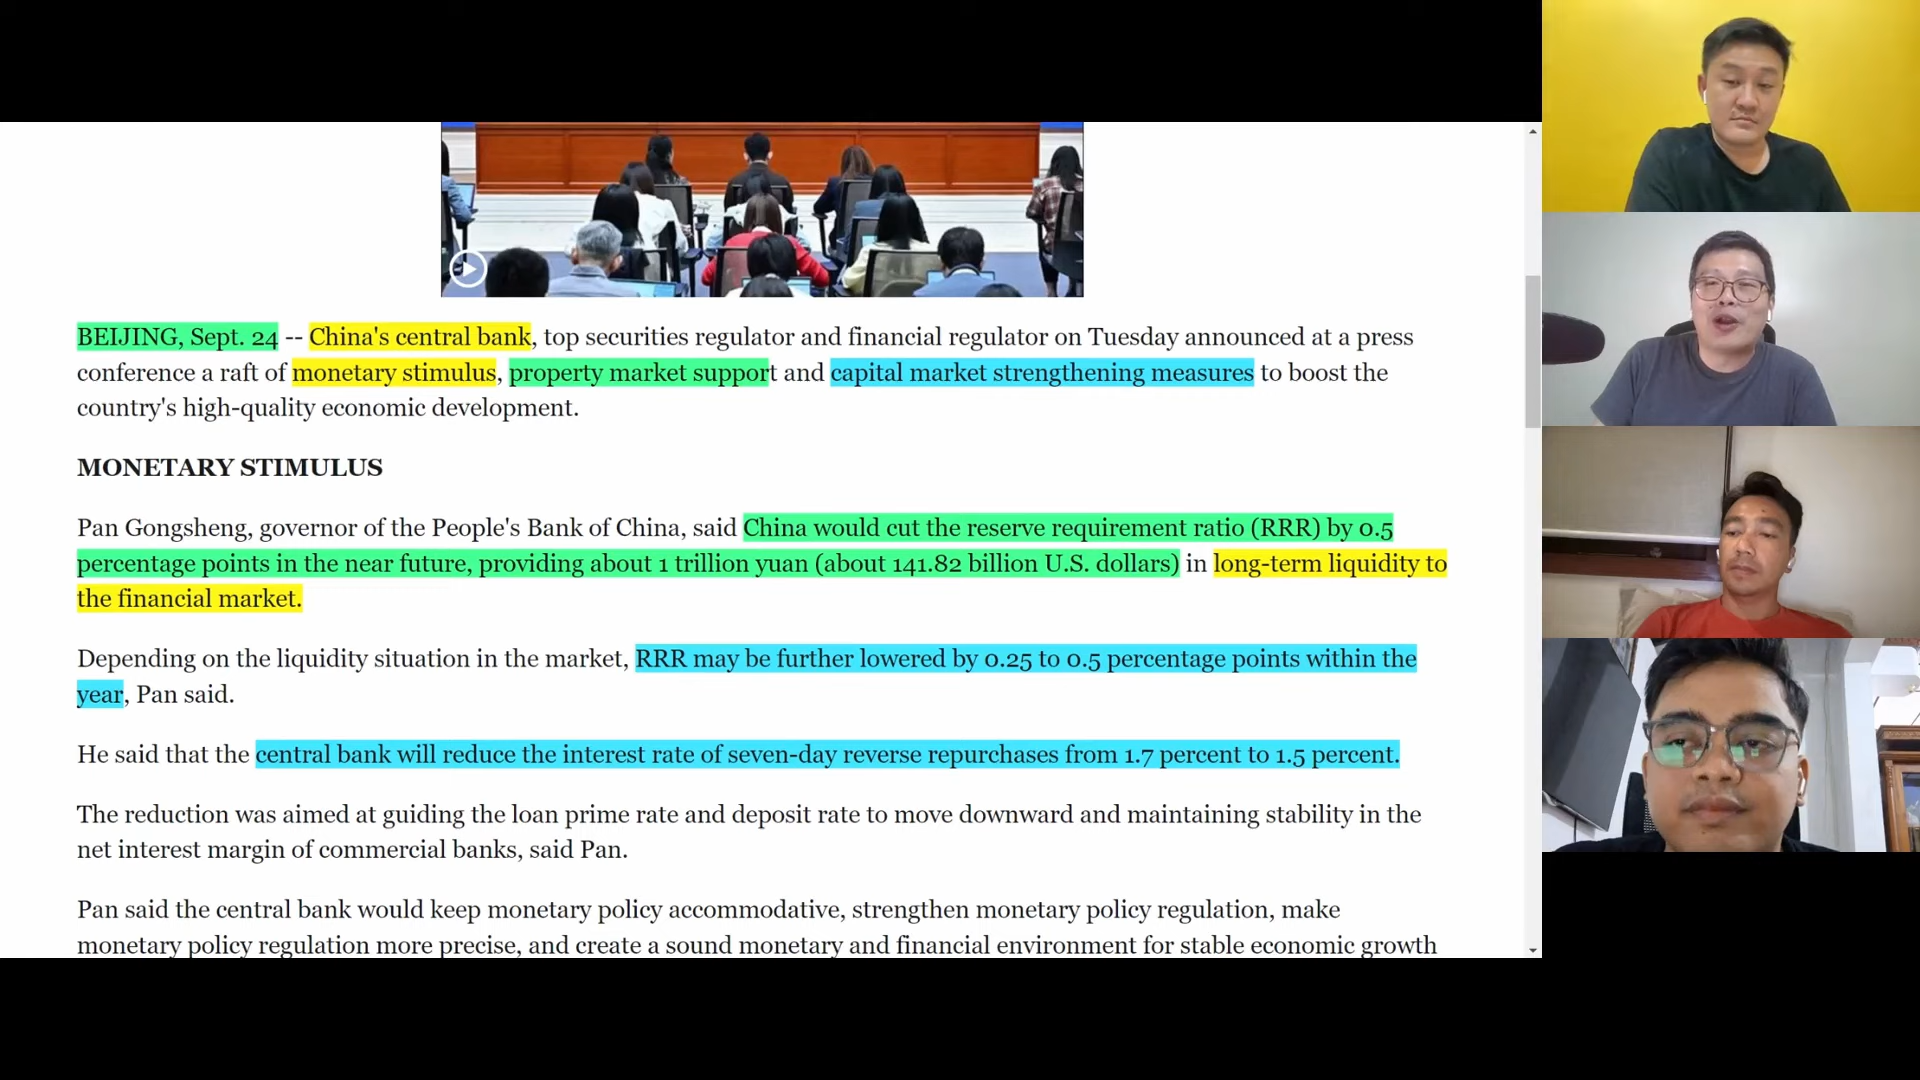 BEIJING, Sept. 24 -- China's central bank, top securities regulator and financial regulator on Tuesday announced at a press
conference a raft of monetary stimulus, property market support and capital market strengthening measures to boost the
country's high-quality economic development.
MONETARY STIMULUS
Pan Gongsheng, governor of the People's Bank of China, said China would cut the reserve requirement ratio (RRR) by 0.5
percentage points in the near future, providing about 1 trillion yuan (about 141.82 billion U.S. dollars) in long-term liquidity to
the financial market.
Depending on the liquidity situation in the market, RRR may be further lowered by 0.25 to 0.5 percentage points within the
year, Pan said.
He said that the central bank will reduce the interest rate of seven-day reverse repurchases from 1.7 percent to 1.5 percent.
The reduction was aimed at guiding the loan prime rate and deposit rate to move downward and maintaining stability in the
net interest margin of commercial banks, said Pan.
Pan said the central bank would keep monetary policy accommodative, strengthen monetary policy regulation, make
monetary policy regulation more precise, and create a sound monetary and financial environment for stable economic growth